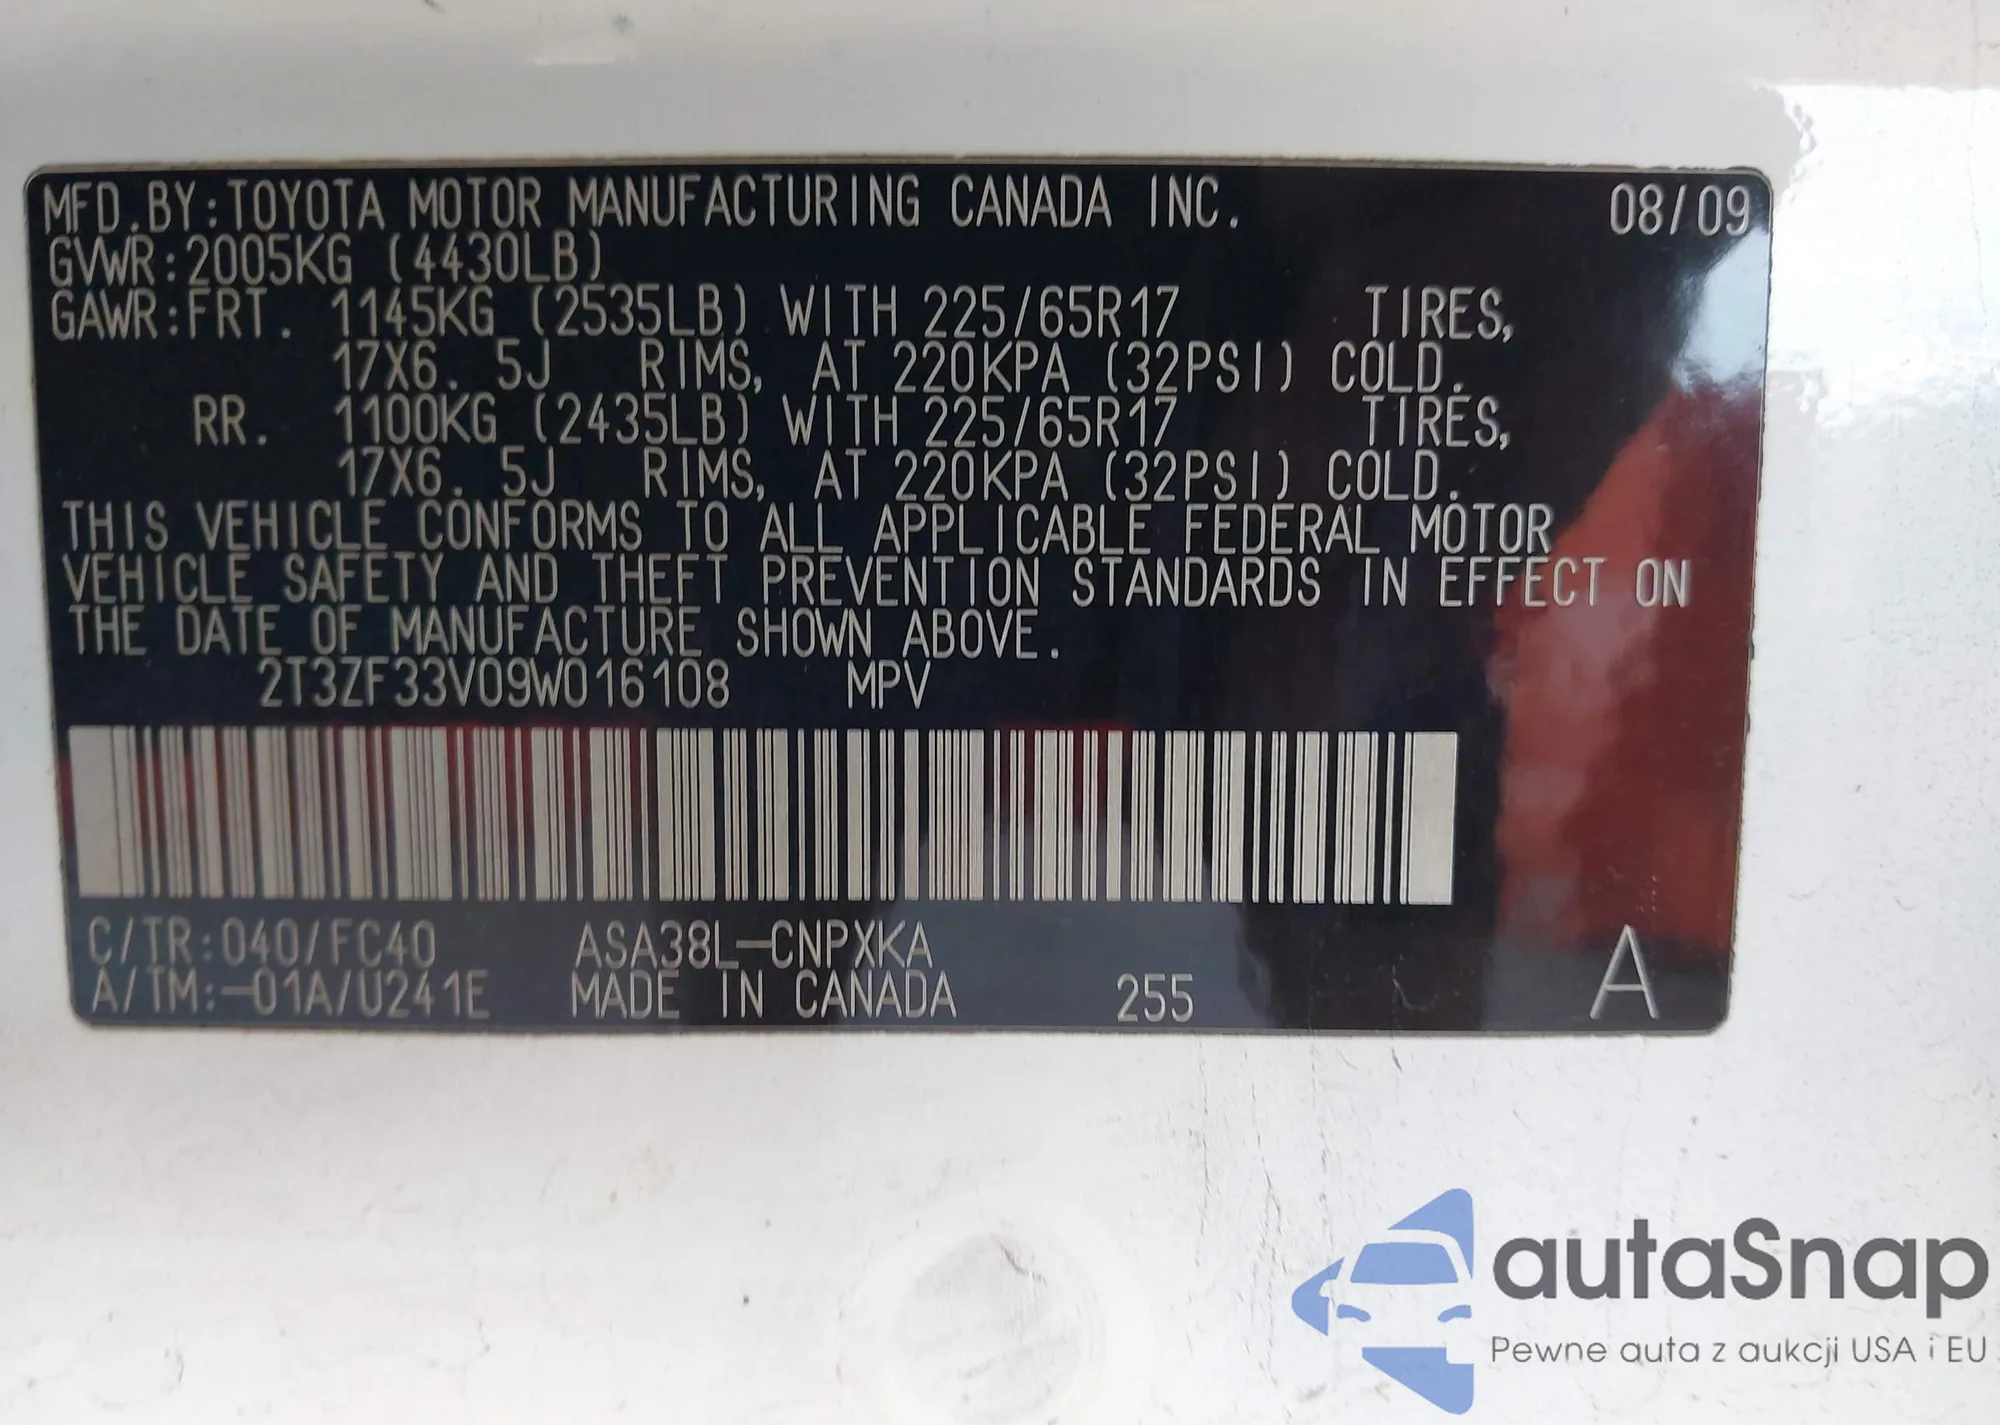 MFD.BY:TOYOTA MOTOR MANUFACTURING CANADA INC. 08/09
GVWR:2005KG (4430LB)
GAWR:FRT. 1145KG (2535LB) WITH 225/65R17 TIRES,
17X6.5J RIMS, AT 220KPA (32PSI) COLD.
RR. 1100KG (2435LB) WITH 225/65R17 TIRES,
17X6.5J RIMS, AT 220KPA (32PSI) COLD.
THIS VEHICLE CONFORMS TO ALL APPLICABLE FEDERAL MOTOR
VEHICLE SAFETY AND THEFT PREVENTION STANDARDS IN EFFECT ON
THE DATE OF MANUFACTURE SHOWN ABOVE.
2T3ZF33V09W016108 MPV
C/TR:040/FC40 ASA38L-CNPXKA
A/TM:-01A/U241E MADE IN CANADA 255 A
autaSnap
Pewne auta z aukcji USA i EU